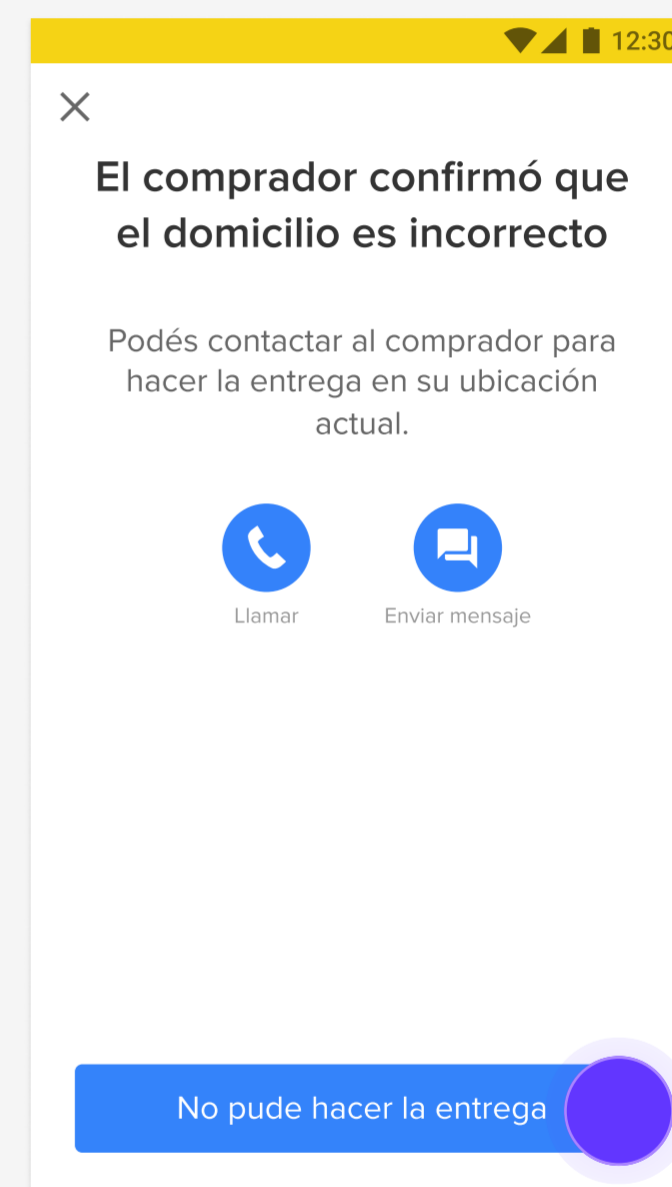 12:30
El comprador confirmó que
el domicilio es incorrecto
Podés contactar al comprador para
hacer la entrega en su ubicación
actual.
Llamar
Enviar mensaje
No pude hacer la entrega